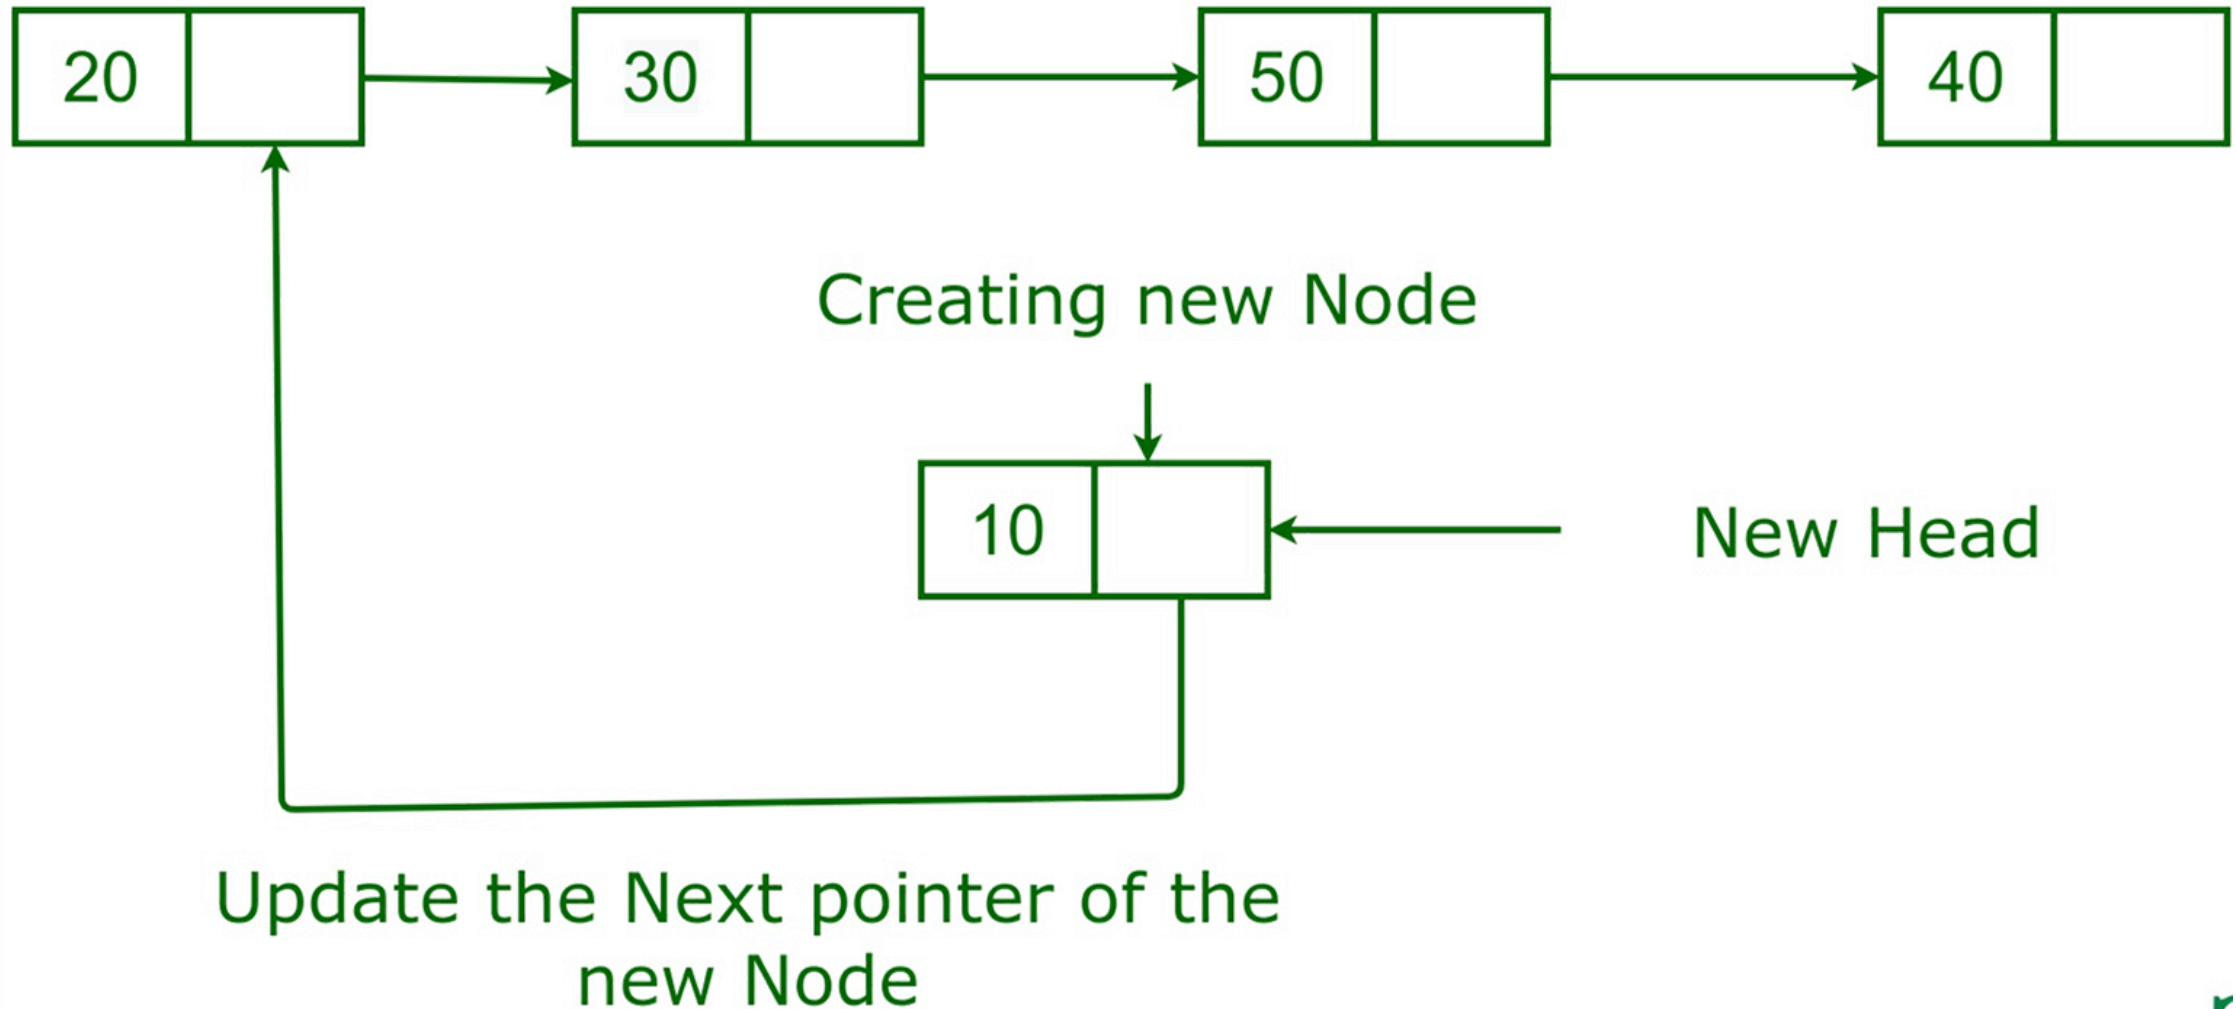 20 30 50 40
Creating new Node
10
New Head
Update the Next pointer of the
new Node